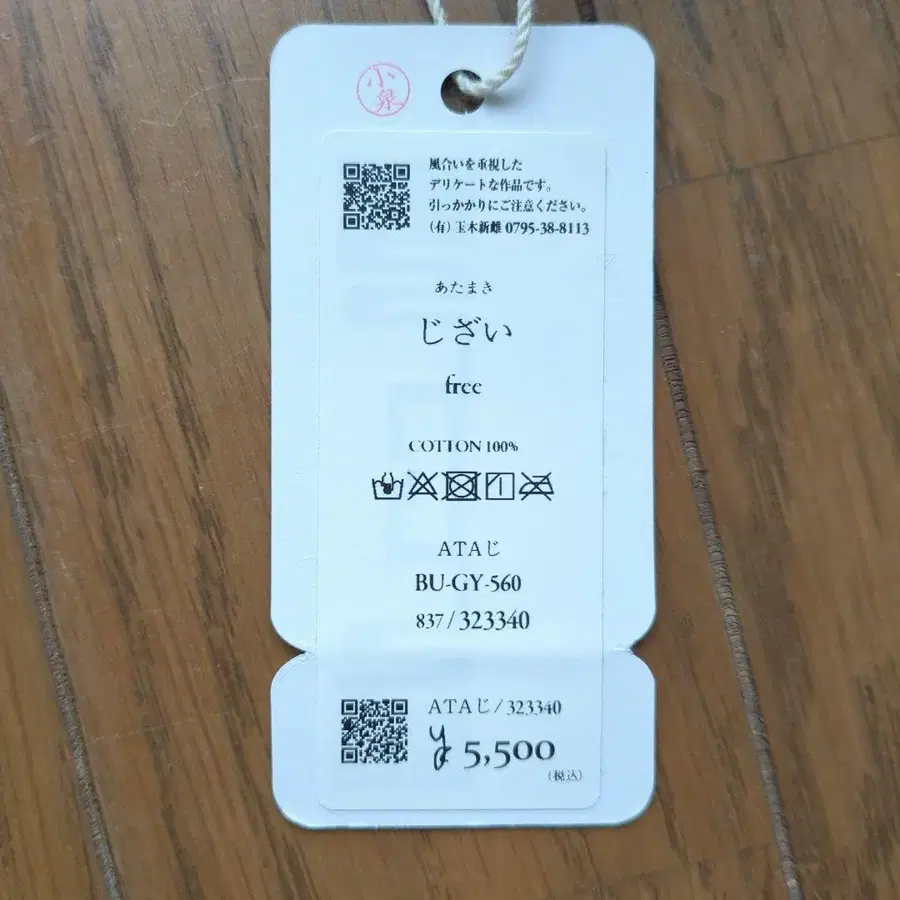 小泉
風合いを重視した
デリケートな作品です。
引っかかりにご注意ください。
(有) 玉木新雌 0795-38-8113
あたまき
じざい
free
COTTON 100%
ATAじ
BU-GY-560
837 / 323340
ATAじ / 323340
¥ 5,500
(税込)